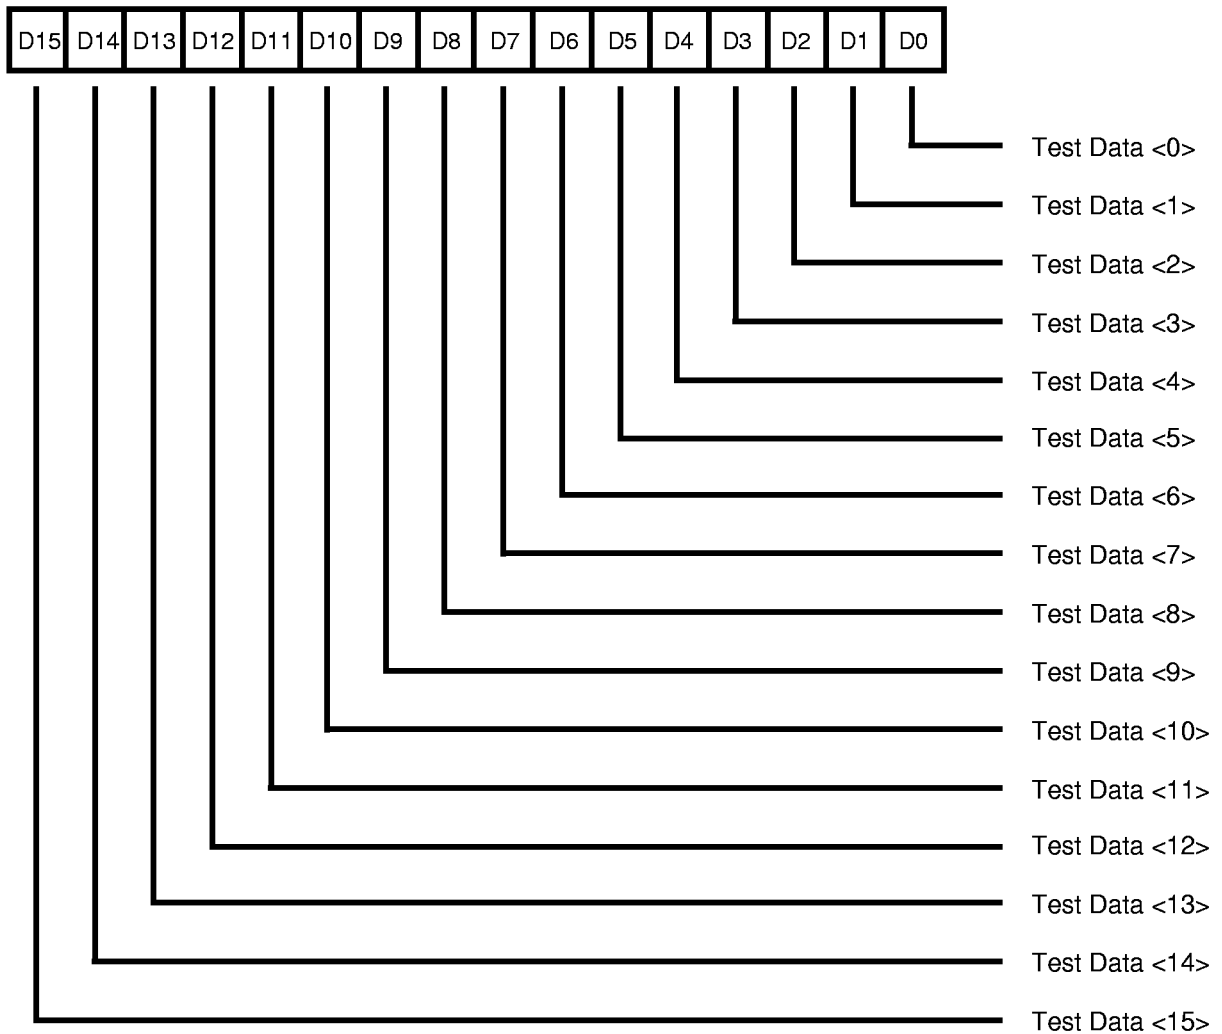 D15 D14 D13 D12 D11 D10 D9 D8 D7 D6 D5 D4 D3 D2 D1 D0
Test Data <0>
Test Data <1>
Test Data <2>
Test Data <3>
Test Data <4>
Test Data <5>
Test Data <6>
Test Data <7>
Test Data <8>
Test Data <9>
Test Data <10>
Test Data <11>
Test Data <12>
Test Data <13>
Test Data <14>
Test Data <15>